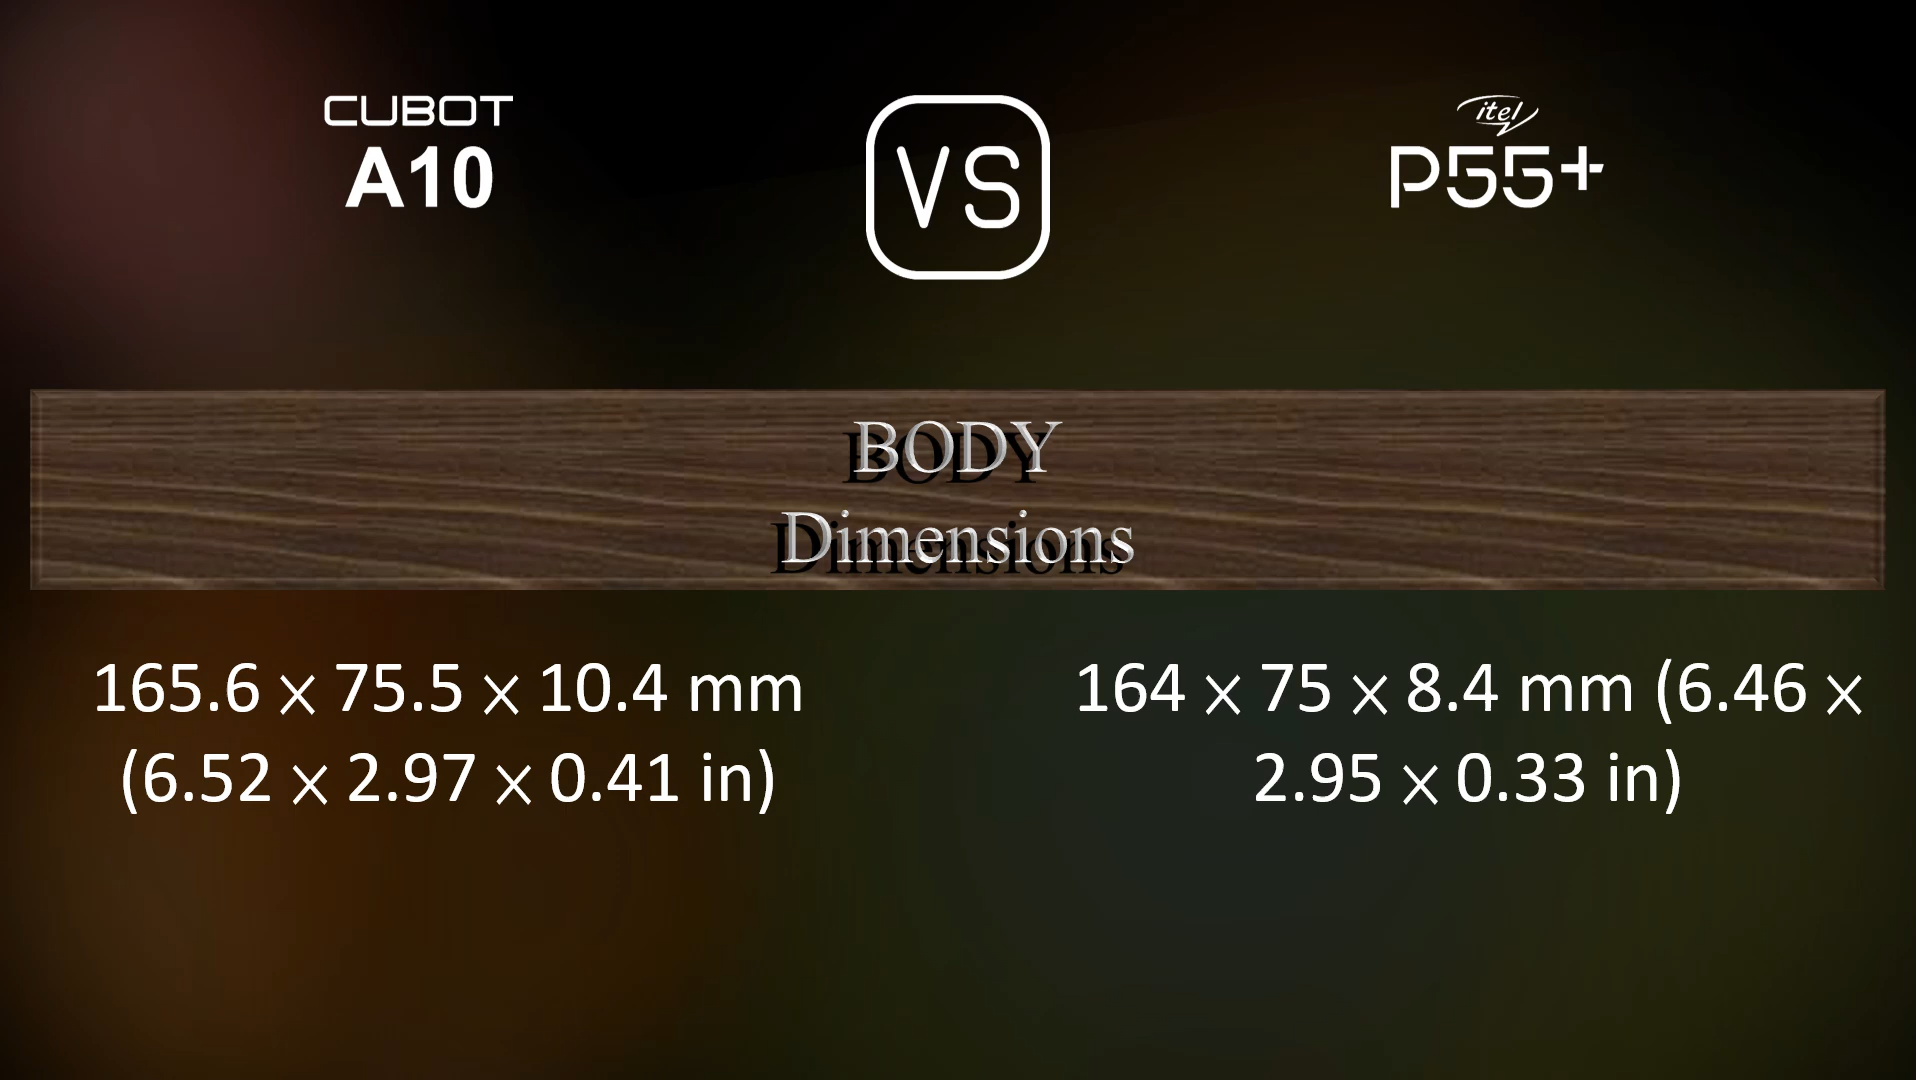 CUBOT
A10
VS
itel
P55+
BODY
Dimensions
165.6 x 75.5 x 10.4 mm
(6.52 x 2.97 x 0.41 in)
164 x 75 x 8.4 mm (6.46 x
2.95 x 0.33 in)